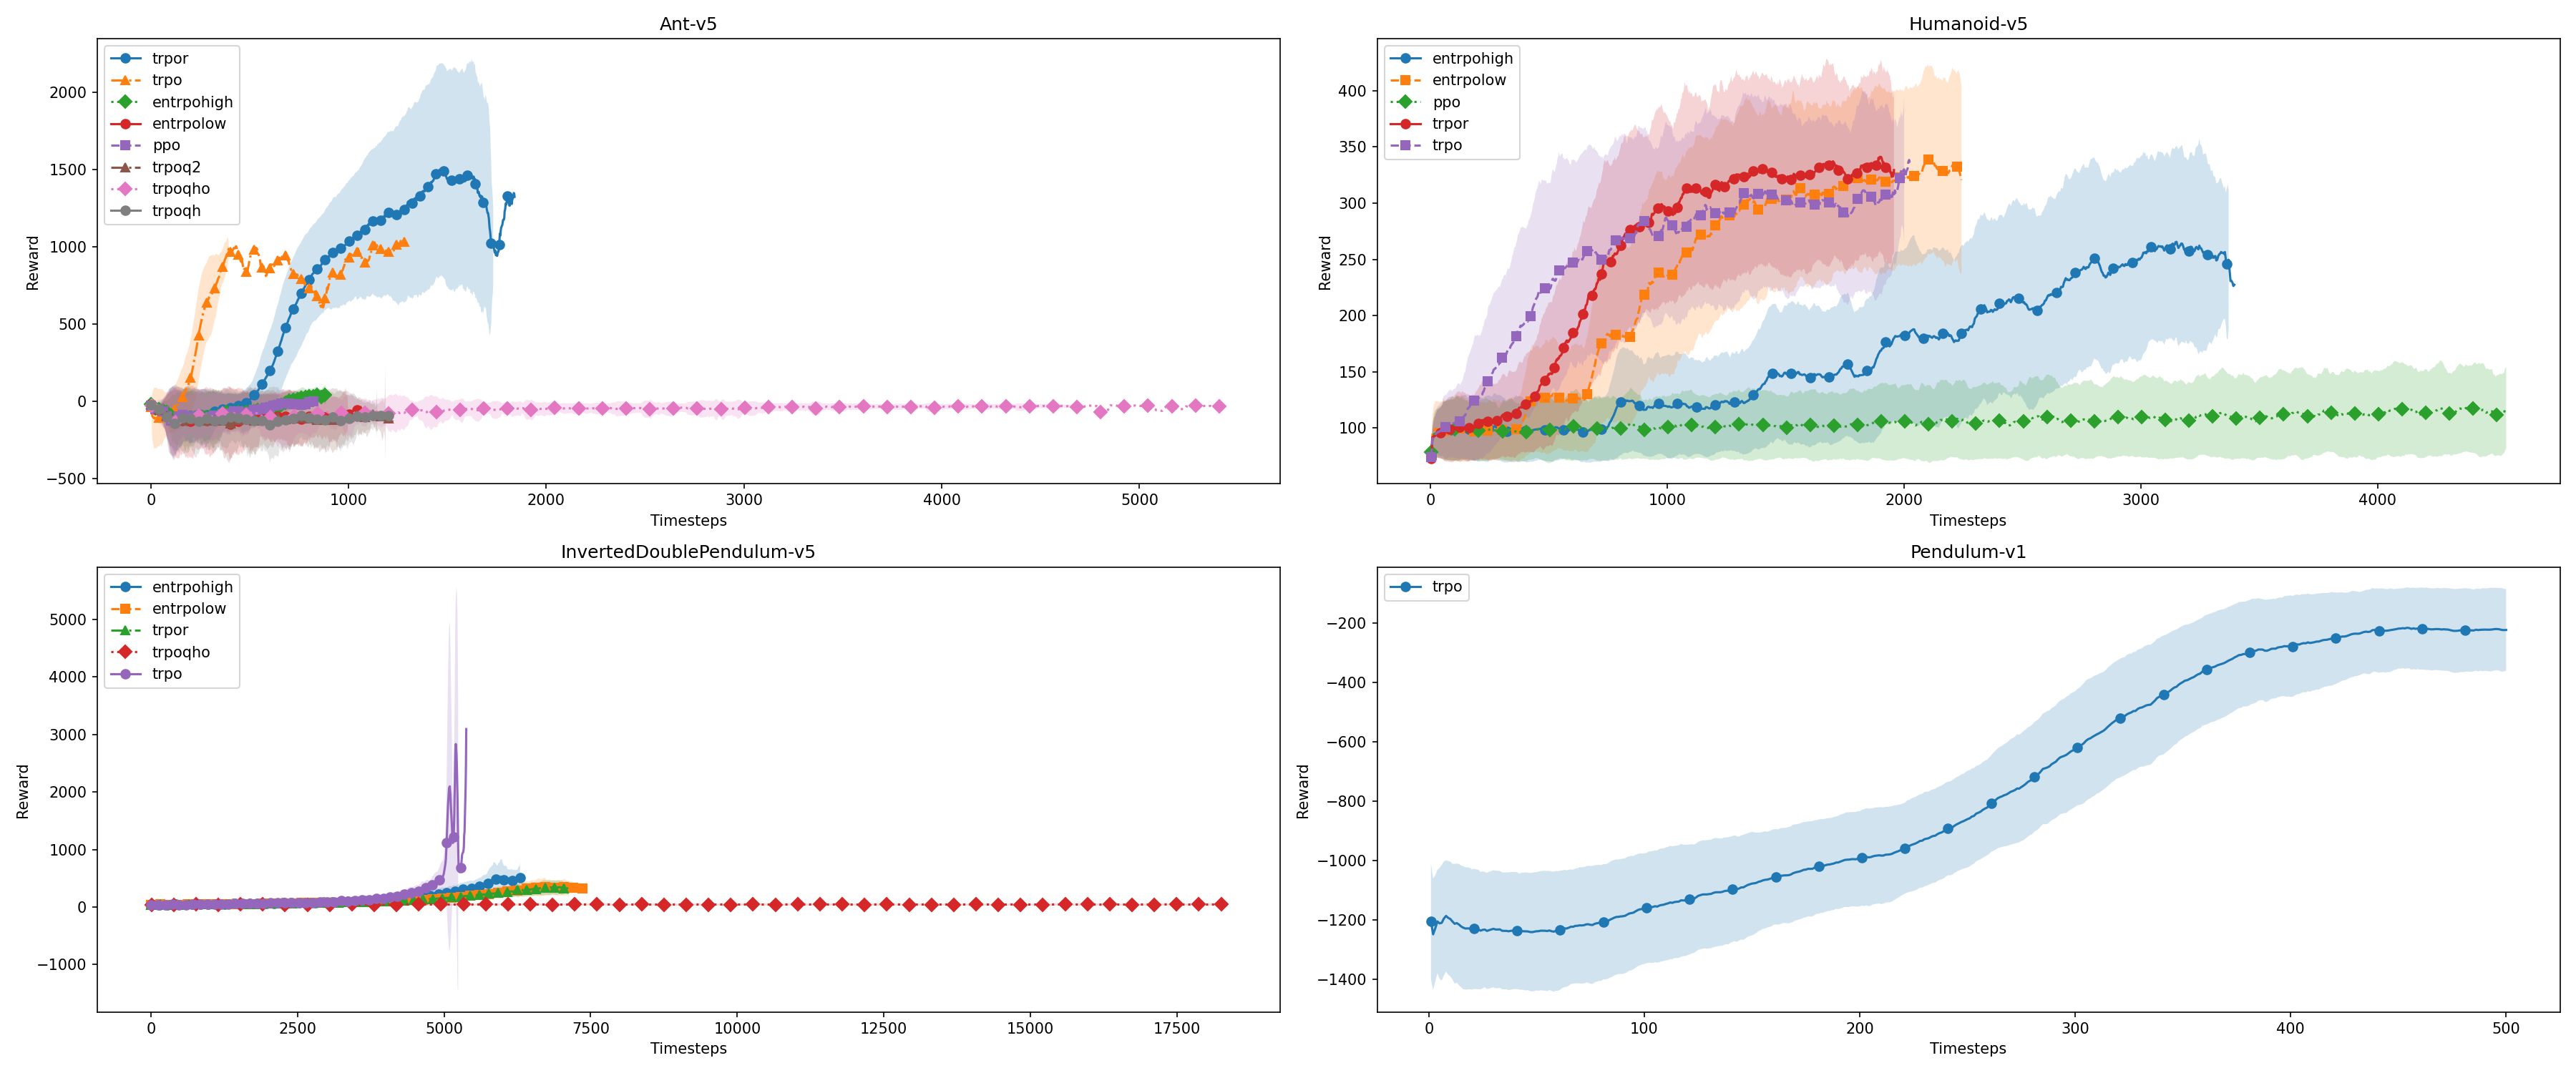 Ant-v5
Reward
2000
1500
1000
500
0
−500
trpor
trpo
entrpohigh
entrpolow
ppo
trpoq2
trpoqho
trpoqh
0 1000 2000 3000 4000 5000
Timesteps
Humanoid-v5
Reward
400
350
300
250
200
150
100
entrpohigh
entrpolow
ppo
trpor
trpo
0 1000 2000 3000 4000
Timesteps
InvertedDoublePendulum-v5
Reward
5000
4000
3000
2000
1000
0
−1000
entrpohigh
entrpolow
trpor
trpoqho
trpo
0 2500 5000 7500 10000 12500 15000 17500
Timesteps
Pendulum-v1
Reward
−200
−400
−600
−800
−1000
−1200
−1400
trpo
0 100 200 300 400 500
Timesteps